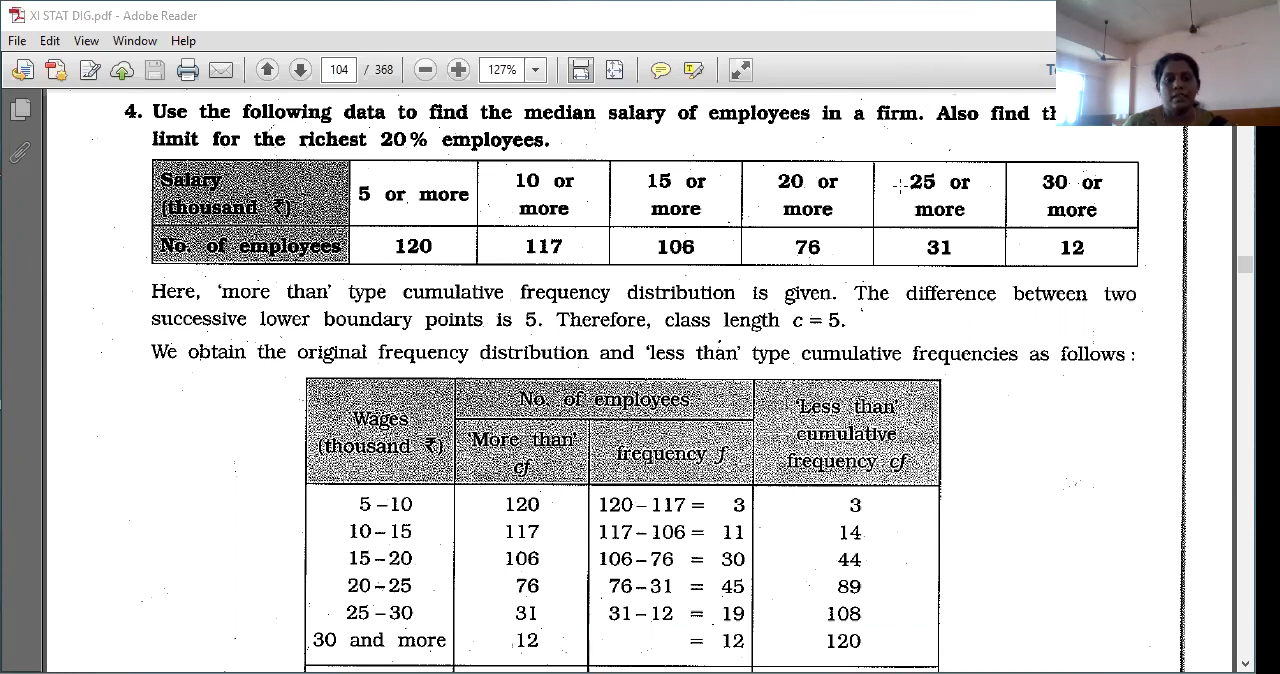 XI STAT DIG.pdf - Adobe Reader
File Edit View Window Help
104 / 368 127%
4. Use the following data to find the median salary of employees in a firm. Also find
limit for the richest 20% employees.
Salary (thousand ₹) 5 or more 10 or more 15 or more 20 or more 25 or more 30 or more
No. of employees 120 117 106 76 31 12
Here, ‘more than’ type cumulative frequency distribution is given. The difference between two
successive lower boundary points is 5. Therefore, class length c = 5.
We obtain the original frequency distribution and ‘less than’ type cumulative frequencies as follows :
Wages (thousand ₹) No. of employees ‘Less than’ cumulative frequency cf
‘More than’ cf frequency f
5–10 120 120–117 = 3 3
10–15 117 117–106 = 11 14
15–20 106 106–76 = 30 44
20–25 76 76–31 = 45 89
25–30 31 31–12 = 19 108
30 and more 12 = 12 120